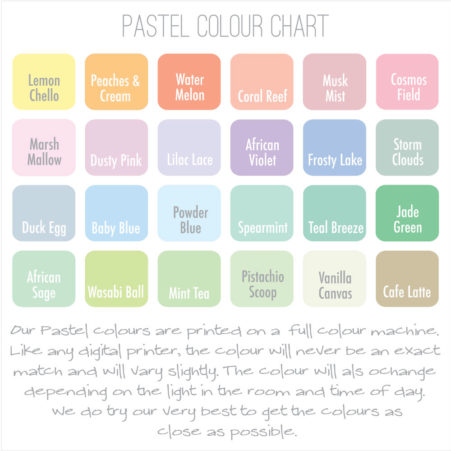 PASTEL COLOUR CHART
Lemon
Chello
Peaches &
Cream
Water
Melon
Coral Reef
Musk
Mist
Cosmos
Field
Marsh
Mallow
Dusty Pink
Liloc Lace
African
Violet
Frosty Lake
Storm
Clouds
Duck Egg
Baby Blue
Powder
Blue
Spearmint
Teal Breeze
Jade
Green
African
Sage
Wasabi Ball
Mint Tea
Pistachio
Scoop
Vanilla
Canvas
Cafe Latte
Our Pastel colours are printed on a full colour machine.
Like any digital printer, the colour will never be an exact
match and will vary slightly. The colour will als ochange
depending on the light in the room and time of day.
We do try our very best to get the colours as
close as possible.